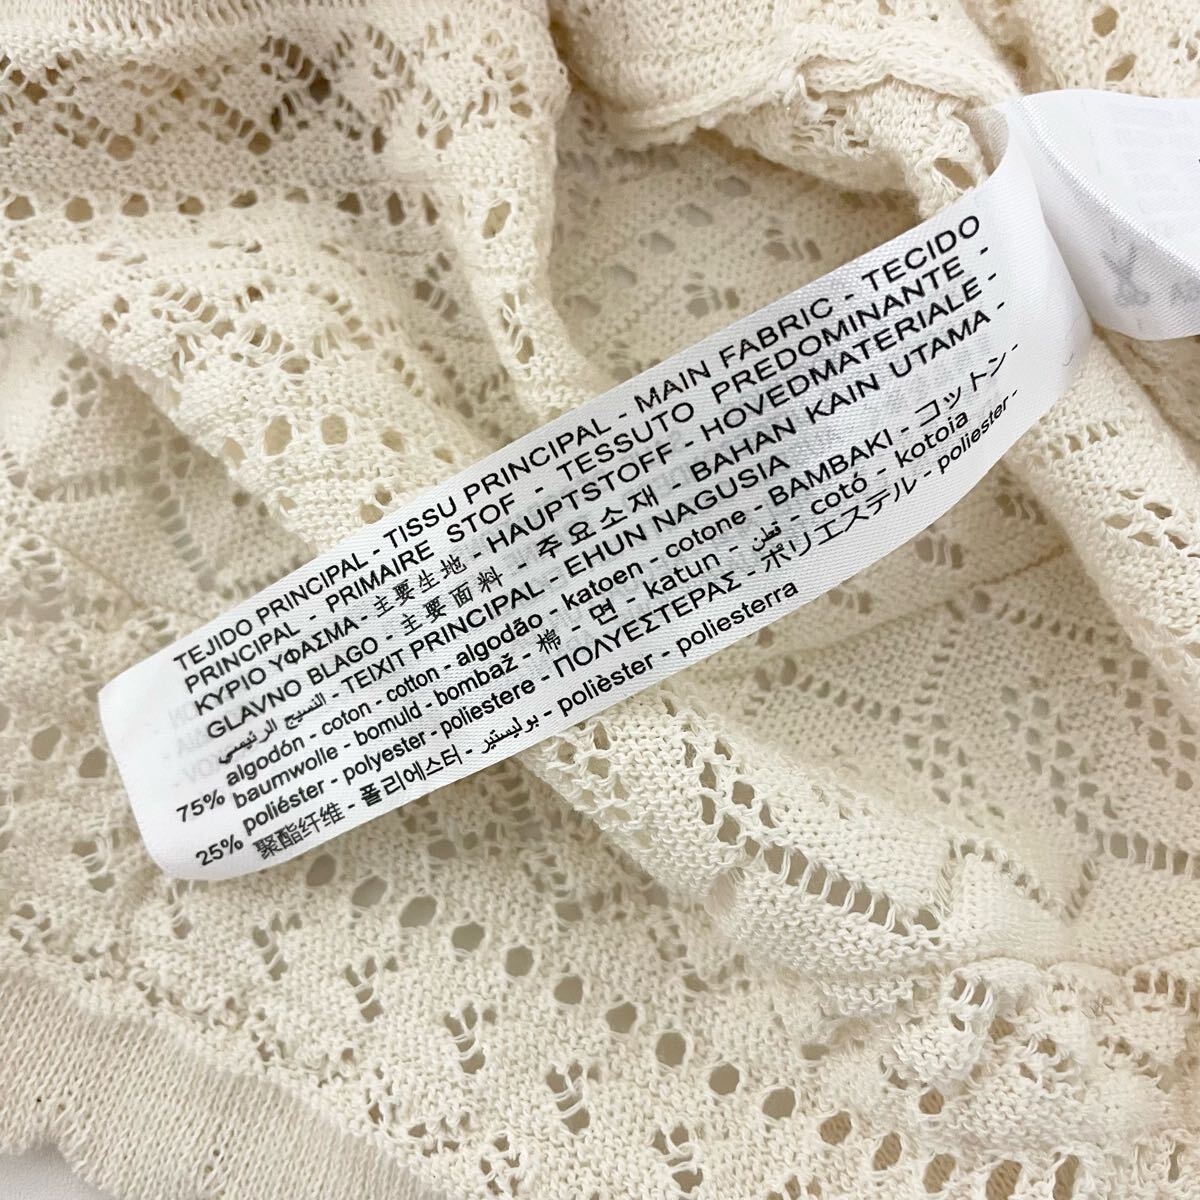 TEJIDO PRINCIPAL - TISSU PRINCIPAL - MAIN FABRIC - TECIDO
PRINCIPAL - PRIMAIRE STOF - TESSUTO PREDOMINANTE -
ΚΥΡΙΟ ΥΦΑΣΜΑ - 主要生地 - HAUPTSTOFF - HOVEDMATERIALE -
GLAVNO BLAGO - 主要面料 - 주요소재 - BAHAN KAIN UTAMA -
النسيج الرئيسي - TEIXIT PRINCIPAL - EHUN NAGUSIA
75% algodón - coton - cotton - algodão - katoen - cotone - ΒΑΜΒΑΚΙ - コットン -
baumwolle - bomuld - bombaž - 棉 - 면 - katun - قطن - cotó - kotoia
25% poliéster - polyester - poliestere - ΠΟΛΥΕΣΤΕΡΑΣ - ポリエステル - poliester -
聚酯纤维 - 폴리에스터 - بوليستير - polièster - poliesterra